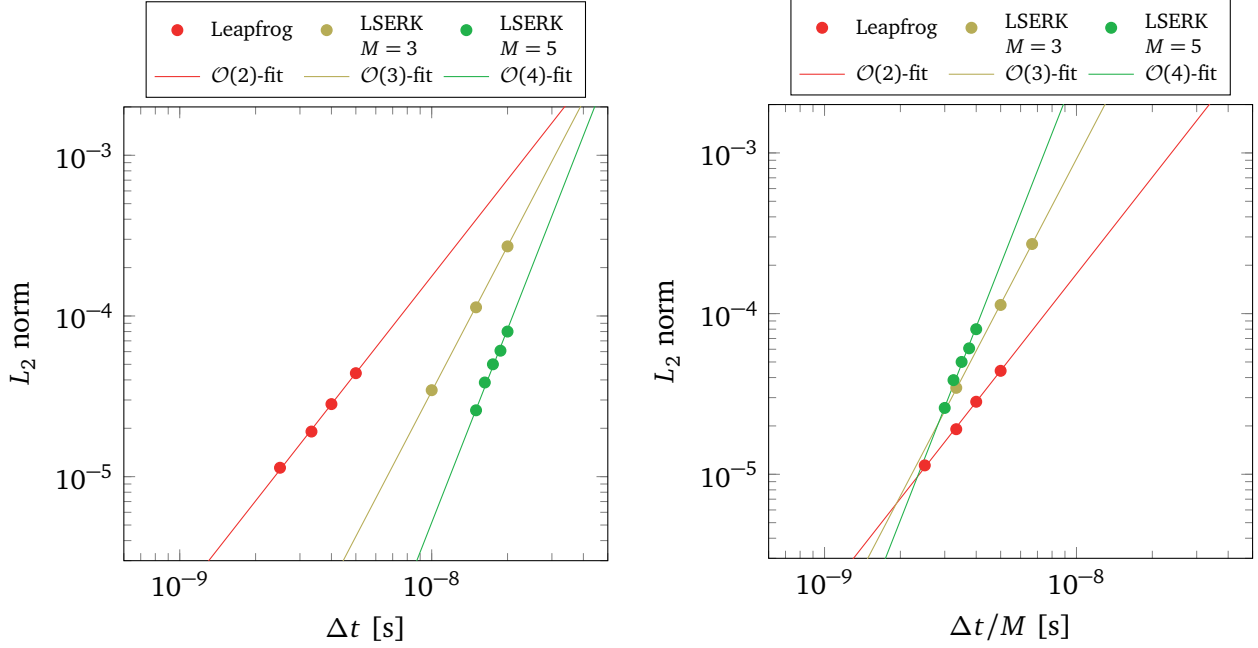 Leapfrog LSERK LSERK
M = 3 M = 5
O(2)-fit O(3)-fit O(4)-fit
10⁻³
10⁻⁴
10⁻⁵
L₂ norm
10⁻⁹ 10⁻⁸
Δt [s]
Leapfrog LSERK LSERK
M = 3 M = 5
O(2)-fit O(3)-fit O(4)-fit
10⁻³
10⁻⁴
10⁻⁵
L₂ norm
10⁻⁹ 10⁻⁸
Δt/M [s]